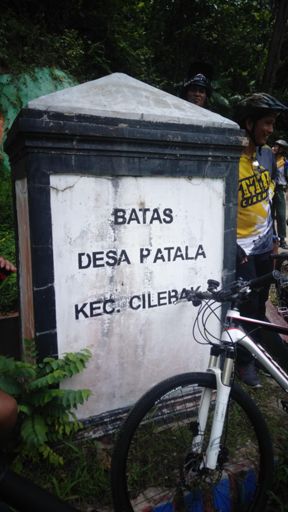 BATAS
DESA PATALA
KEC. CILEBAK